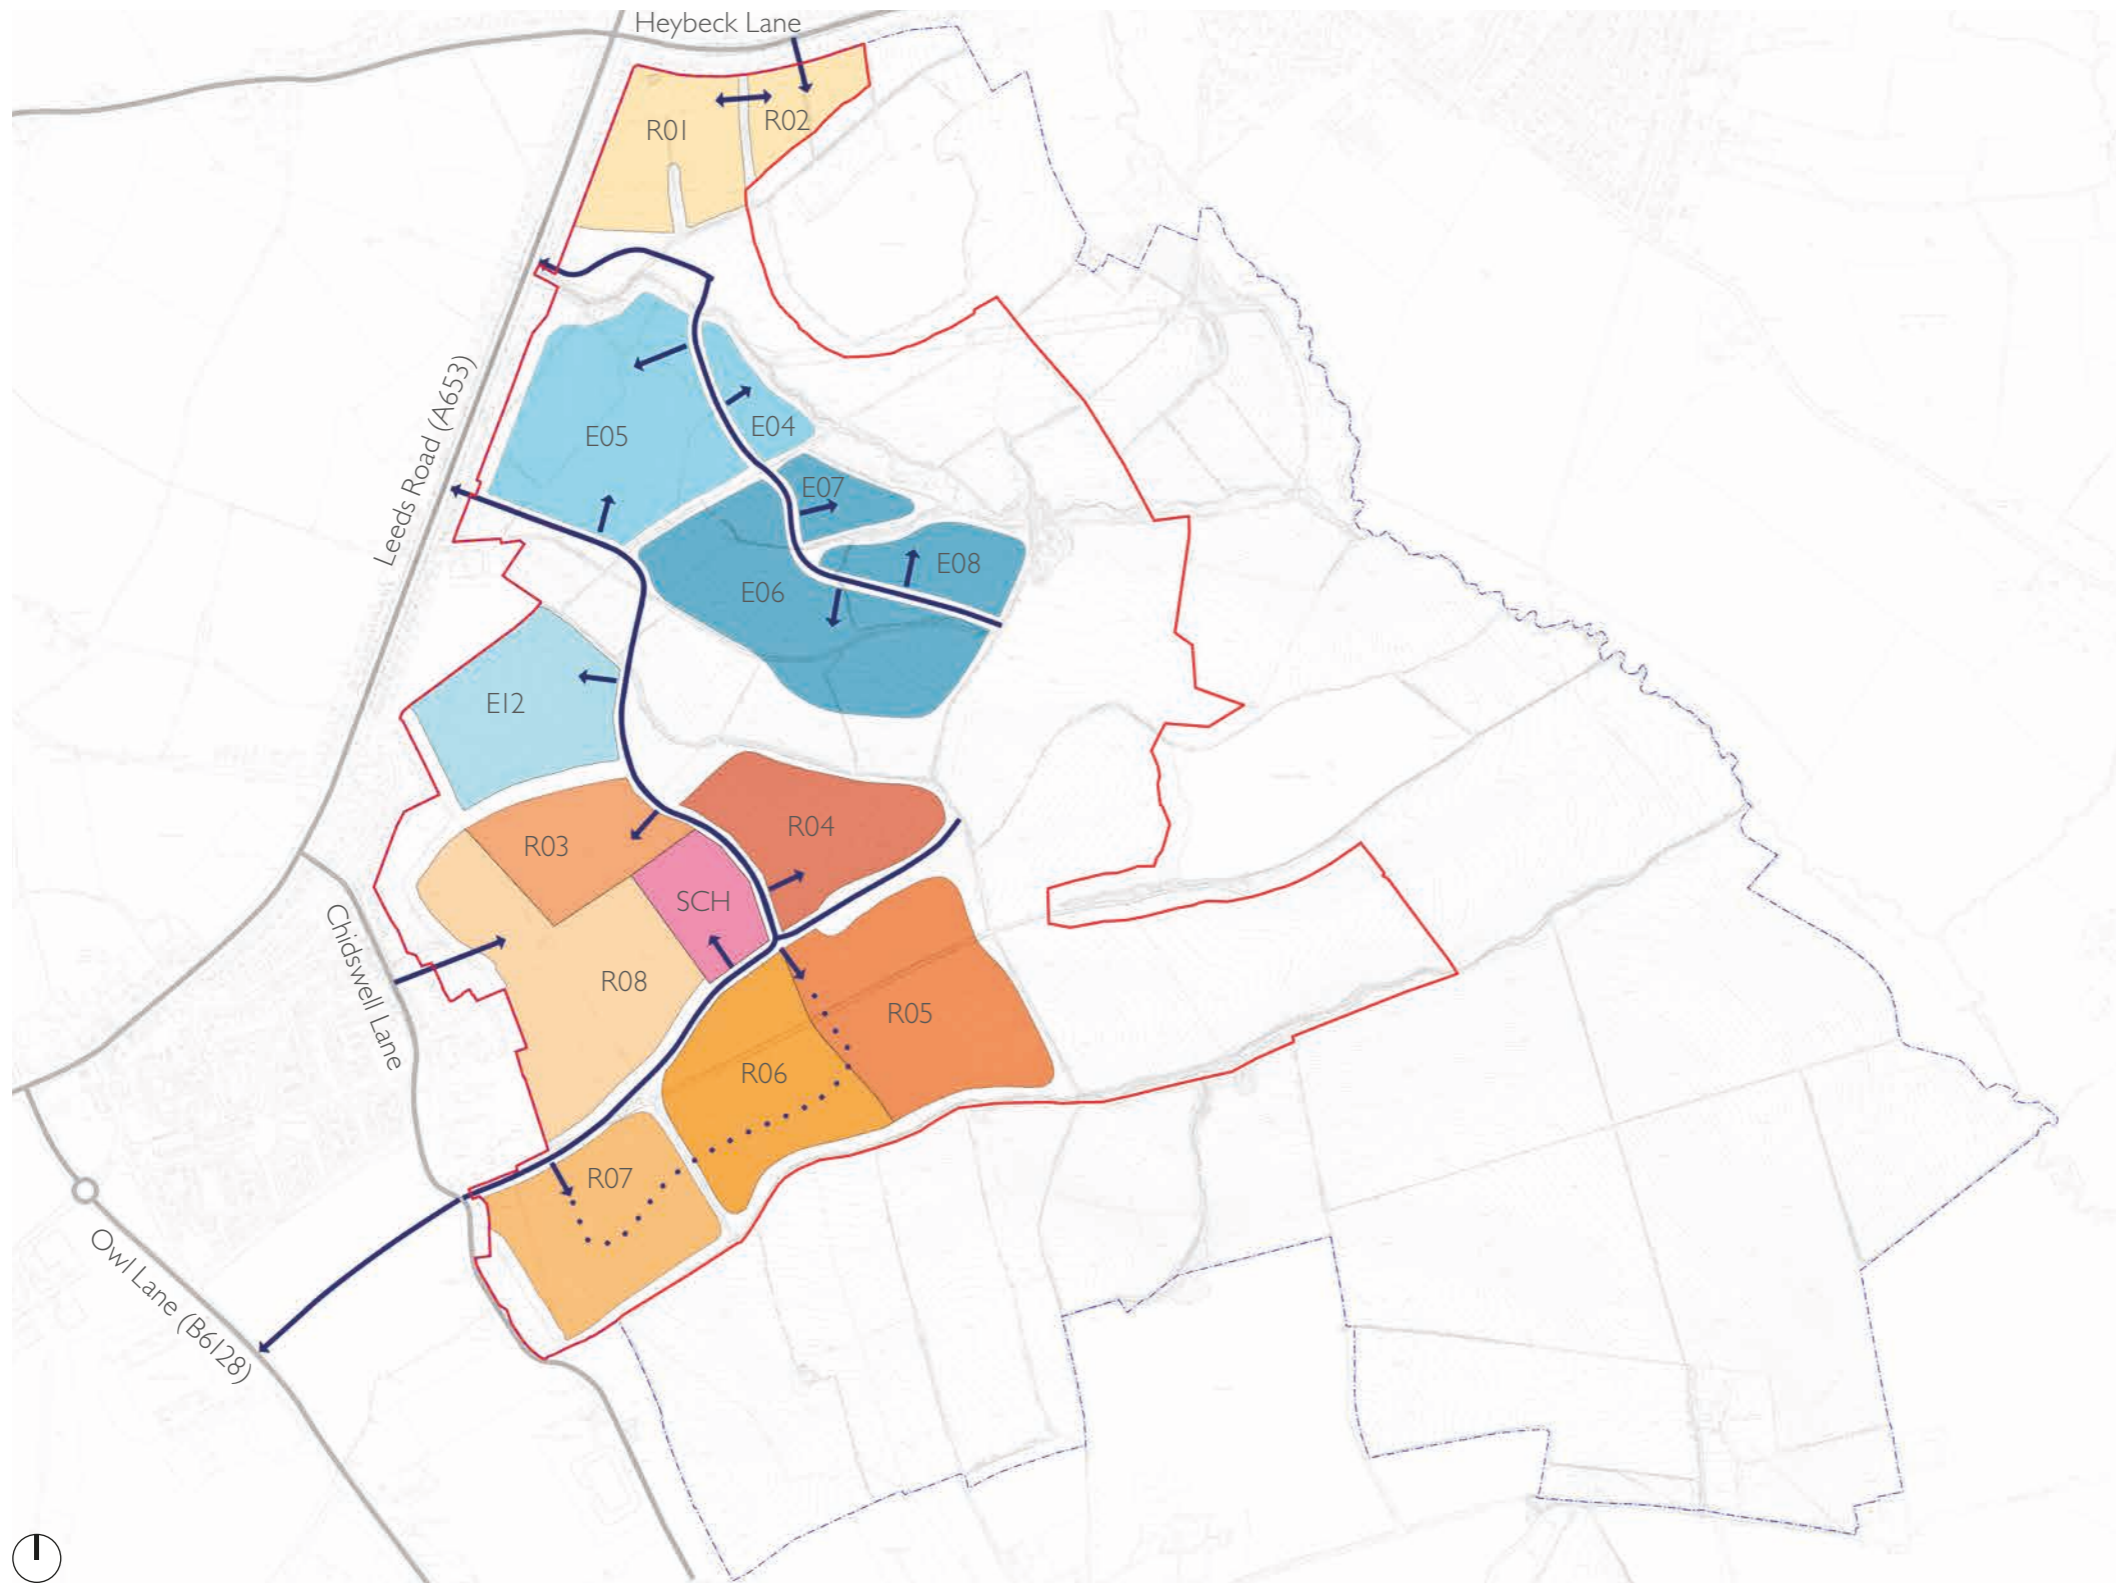 Heybeck Lane
R01
R02
Leeds Road (A653)
E05
E04
E07
E08
E06
E12
R03
R04
SCH
R08
R05
R06
R07
Chidswell Lane
Owl Lane (B6128)